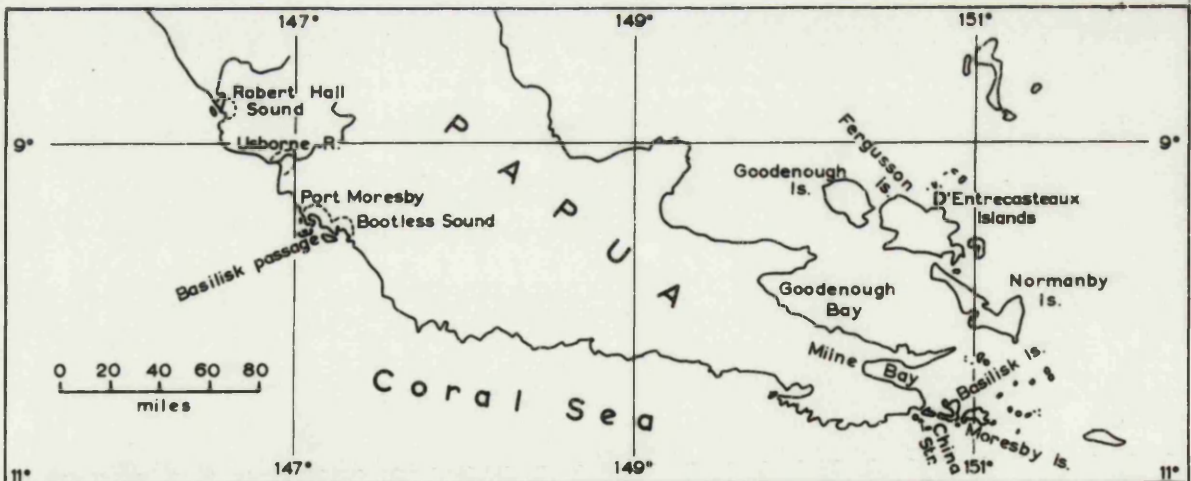 147°
149°
151°
Robert Hall
Sound
Usborne R.
9°
9°
Port Moresby
Bootless Sound
Basilisk passage
PAPUA
Goodenough
Is.
Fergusson
Is.
D'Entrecasteaux
Islands
Normanby
Is.
Goodenough
Bay
Milne
Bay
Basilisk Is.
Moresby Is.
China
Str.
0 20 40 60 80
miles
Coral Sea
11°
147°
149°
151°
11°